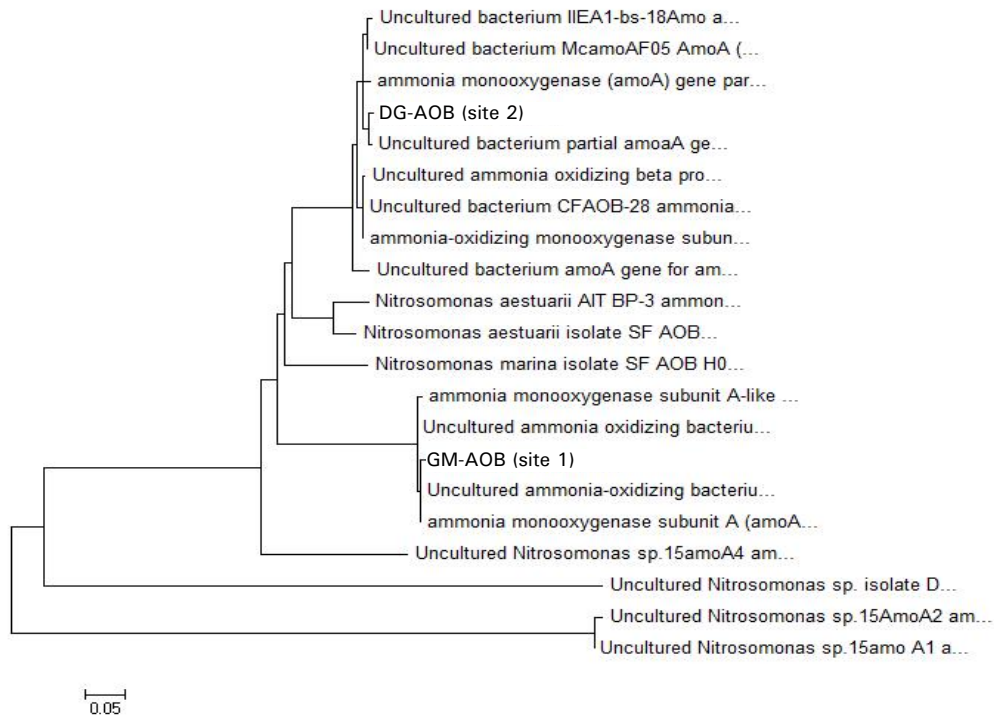 Uncultured bacterium IIEA1-bs-18Amo a...
Uncultured bacterium McamoAF05 AmoA (...
ammonia monooxygenase (amoA) gene par...
DG-AOB (site 2)
Uncultured bacterium partial amoaA ge...
Uncultured ammonia oxidizing beta pro...
Uncultured bacterium CFAOB-28 ammonia...
ammonia-oxidizing monooxygenase subun...
Uncultured bacterium amoA gene for am...
Nitrosomonas aestuarii AIT BP-3 ammon...
Nitrosomonas aestuarii isolate SF AOB...
Nitrosomonas marina isolate SF AOB H0...
ammonia monooxygenase subunit A-like ...
Uncultured ammonia oxidizing bacteriu...
GM-AOB (site 1)
Uncultured ammonia-oxidizing bacteriu...
ammonia monooxygenase subunit A (amoA...
Uncultured Nitrosomonas sp.15amoA4 am...
Uncultured Nitrosomonas sp. isolate D...
Uncultured Nitrosomonas sp.15AmoA2 am...
Uncultured Nitrosomonas sp.15amo A1 a...
0.05